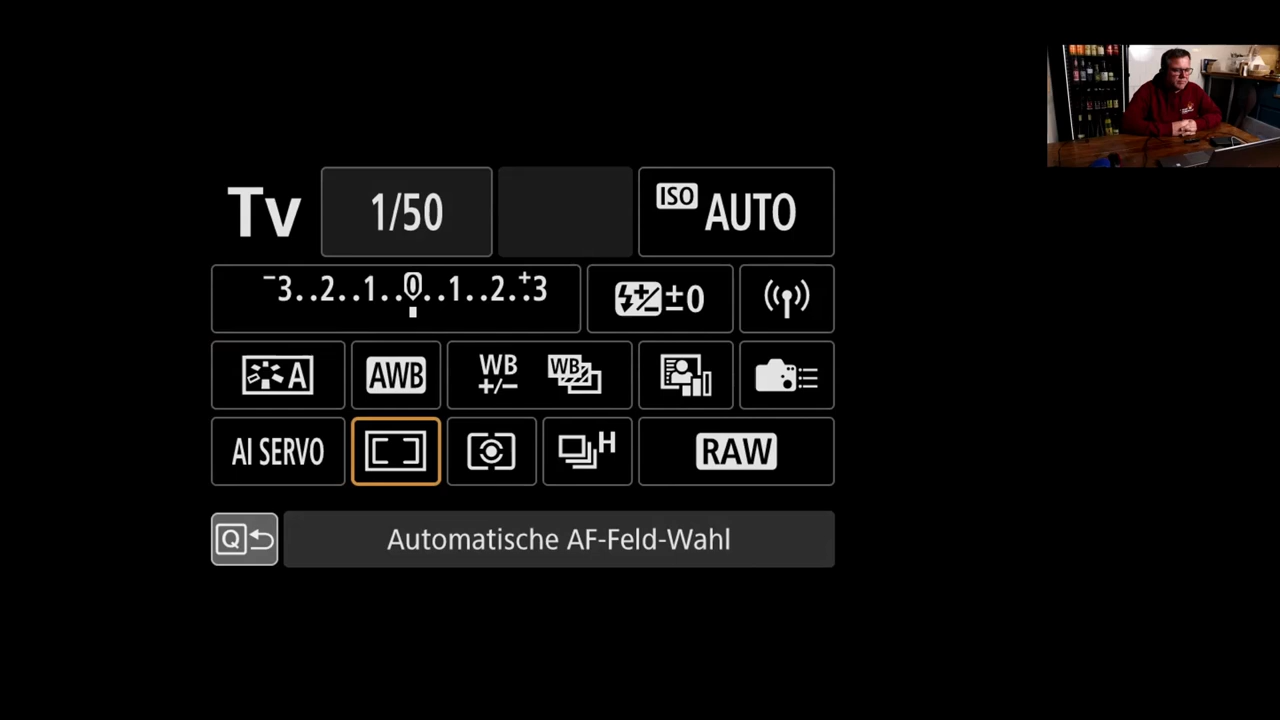 Tv 1/50 ISO AUTO
-3..2..1..0..1..2..+3 ±0
A AWB WB +/- WB
AI SERVO H RAW
Q Automatische AF-Feld-Wahl